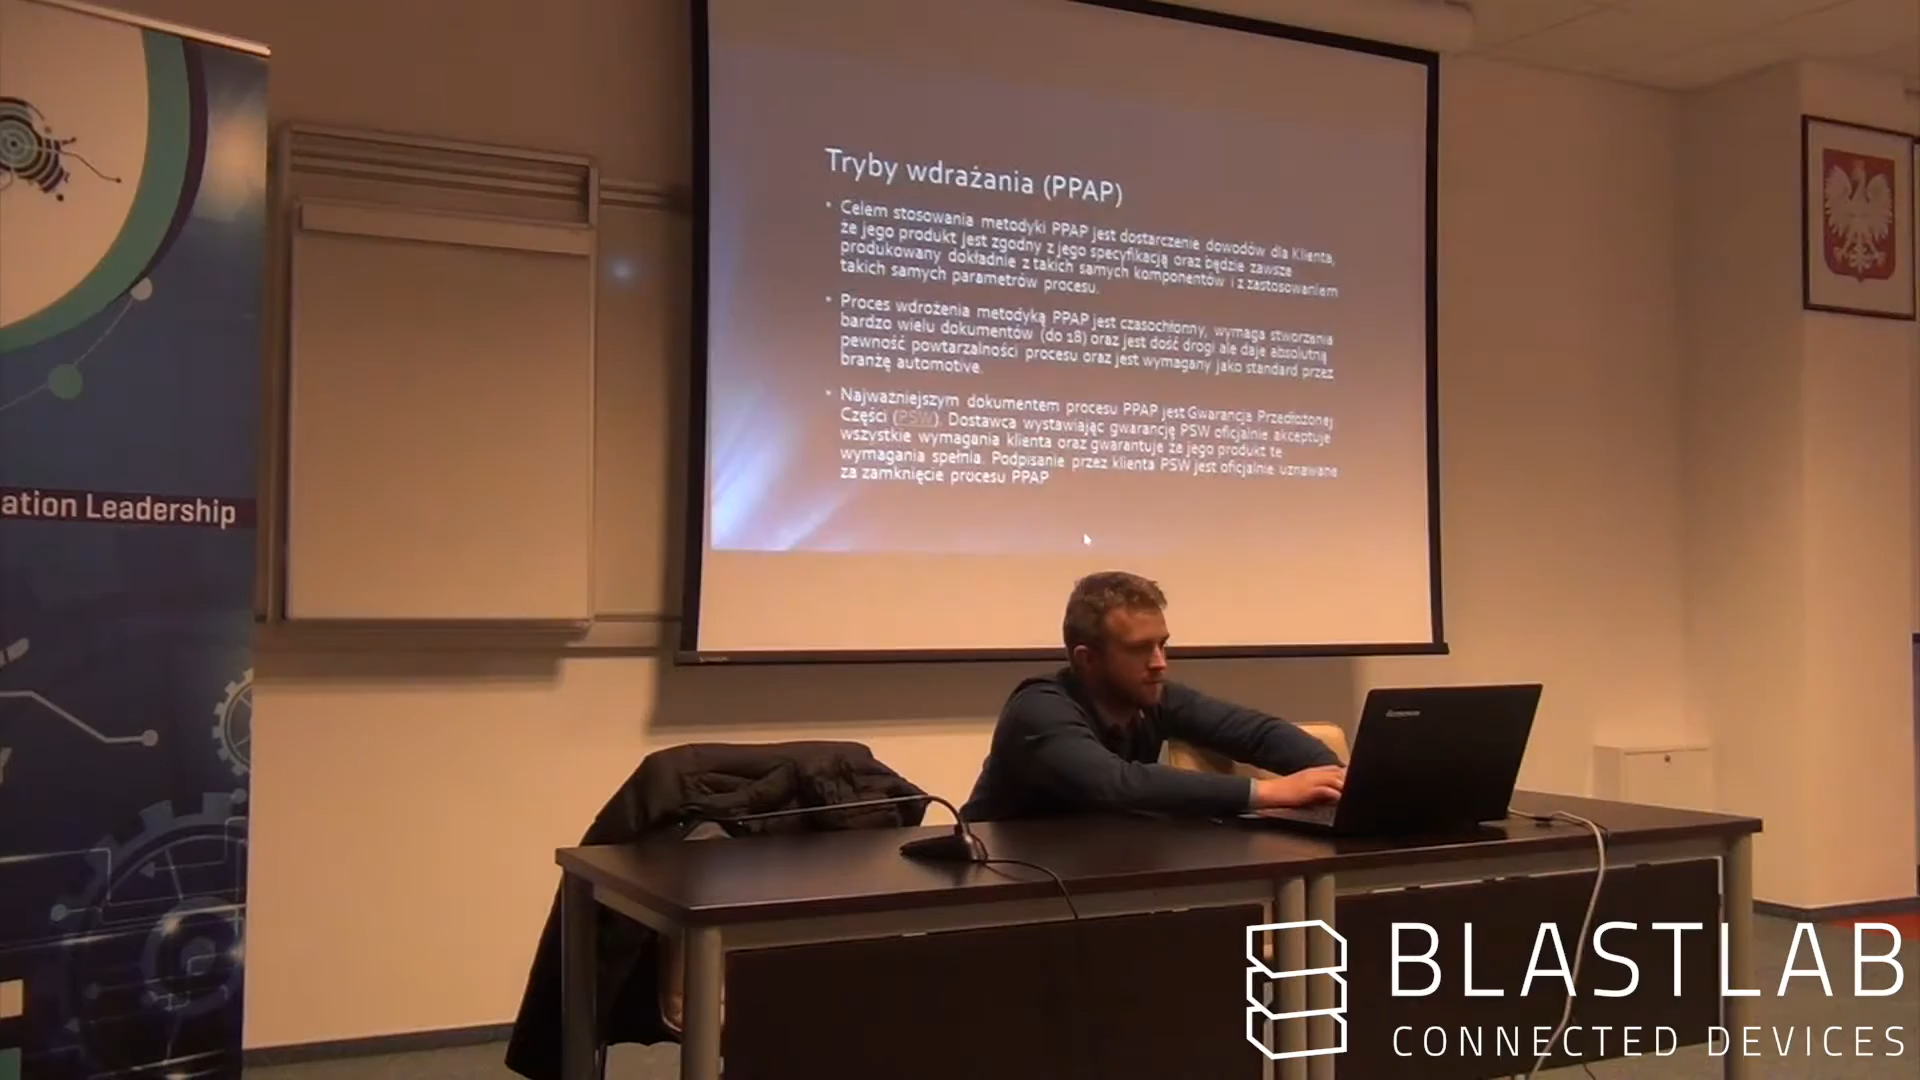 Tryby wdrażania (PPAP)
• Celem stosowania metodyki PPAP jest dostarczenie dowodów dla Klienta,
że jego produkt jest zgodny z jego specyfikacją oraz będzie zawsze
produkowany dokładnie z takich samych komponentów i z zastosowaniem
takich samych parametrów procesu.
• Proces wdrożenia metodyką PPAP jest czasochłonny, wymaga stworzenia
bardzo wielu dokumentów (do 18) oraz jest dość drogi ale daje absolutną
pewność powtarzalności procesu oraz jest wymagany jako standard przez
branżę automotive.
• Najważniejszym dokumentem procesu PPAP jest Gwarancja Przedłożonej
Części (PSW). Dostawca wystawiając gwarancję PSW oficjalnie akceptuje
wszystkie wymagania klienta oraz gwarantuje że jego produkt te
wymagania spełnia. Podpisanie przez klienta PSW jest oficjalnie uznawane
za zamknięcie procesu PPAP
ation Leadership
lenovo
BLASTLAB
CONNECTED DEVICES